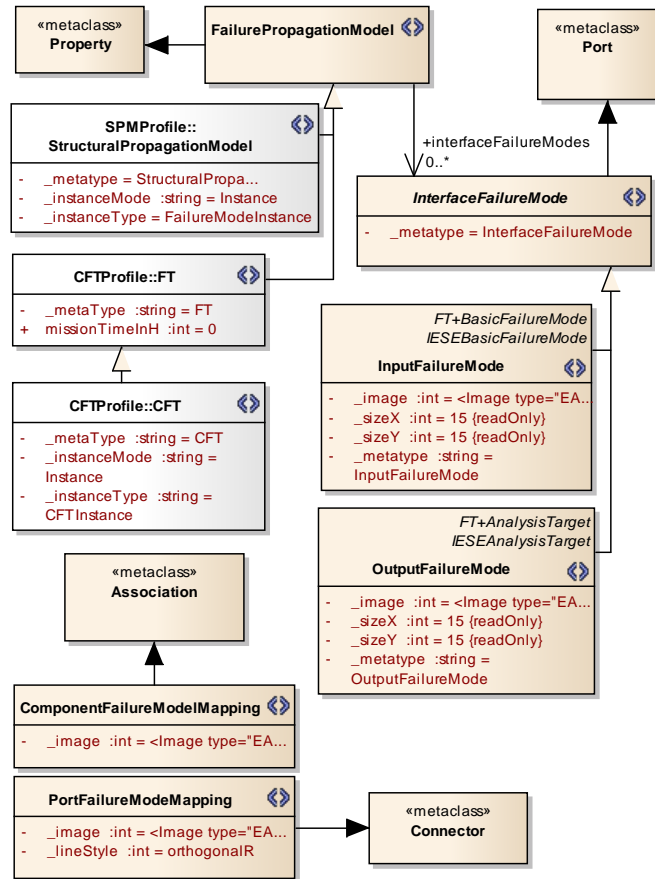 «metaclass»
Property
FailurePropagationModel
«metaclass»
Port
SPMProfile::
StructuralPropagationModel
- _metatype = StructuralPropa...
- _instanceMode :string = Instance
- _instanceType = FailureModeInstance
+interfaceFailureModes
0..*
InterfaceFailureMode
- _metatype = InterfaceFailureMode
CFTProfile::FT
- _metaType :string = FT
+ missionTimeInH :int = 0
FT+BasicFailureMode
IESEBasicFailureMode
InputFailureMode
- _image :int = <Image type="EA...
- _sizeX :int = 15 {readOnly}
- _sizeY :int = 15 {readOnly}
- _metatype :string =
InputFailureMode
CFTProfile::CFT
- _metaType :string = CFT
- _instanceMode :string =
Instance
- _instanceType :string =
CFTInstance
FT+AnalysisTarget
IESEAnalysisTarget
OutputFailureMode
- _image :int = <Image type="EA...
- _sizeX :int = 15 {readOnly}
- _sizeY :int = 15 {readOnly}
- _metatype :string =
OutputFailureMode
«metaclass»
Association
ComponentFailureModelMapping
- _image :int = <Image type="EA...
PortFailureModeMapping
- _image :int = <Image type="EA...
- _lineStyle :int = orthogonalR
«metaclass»
Connector